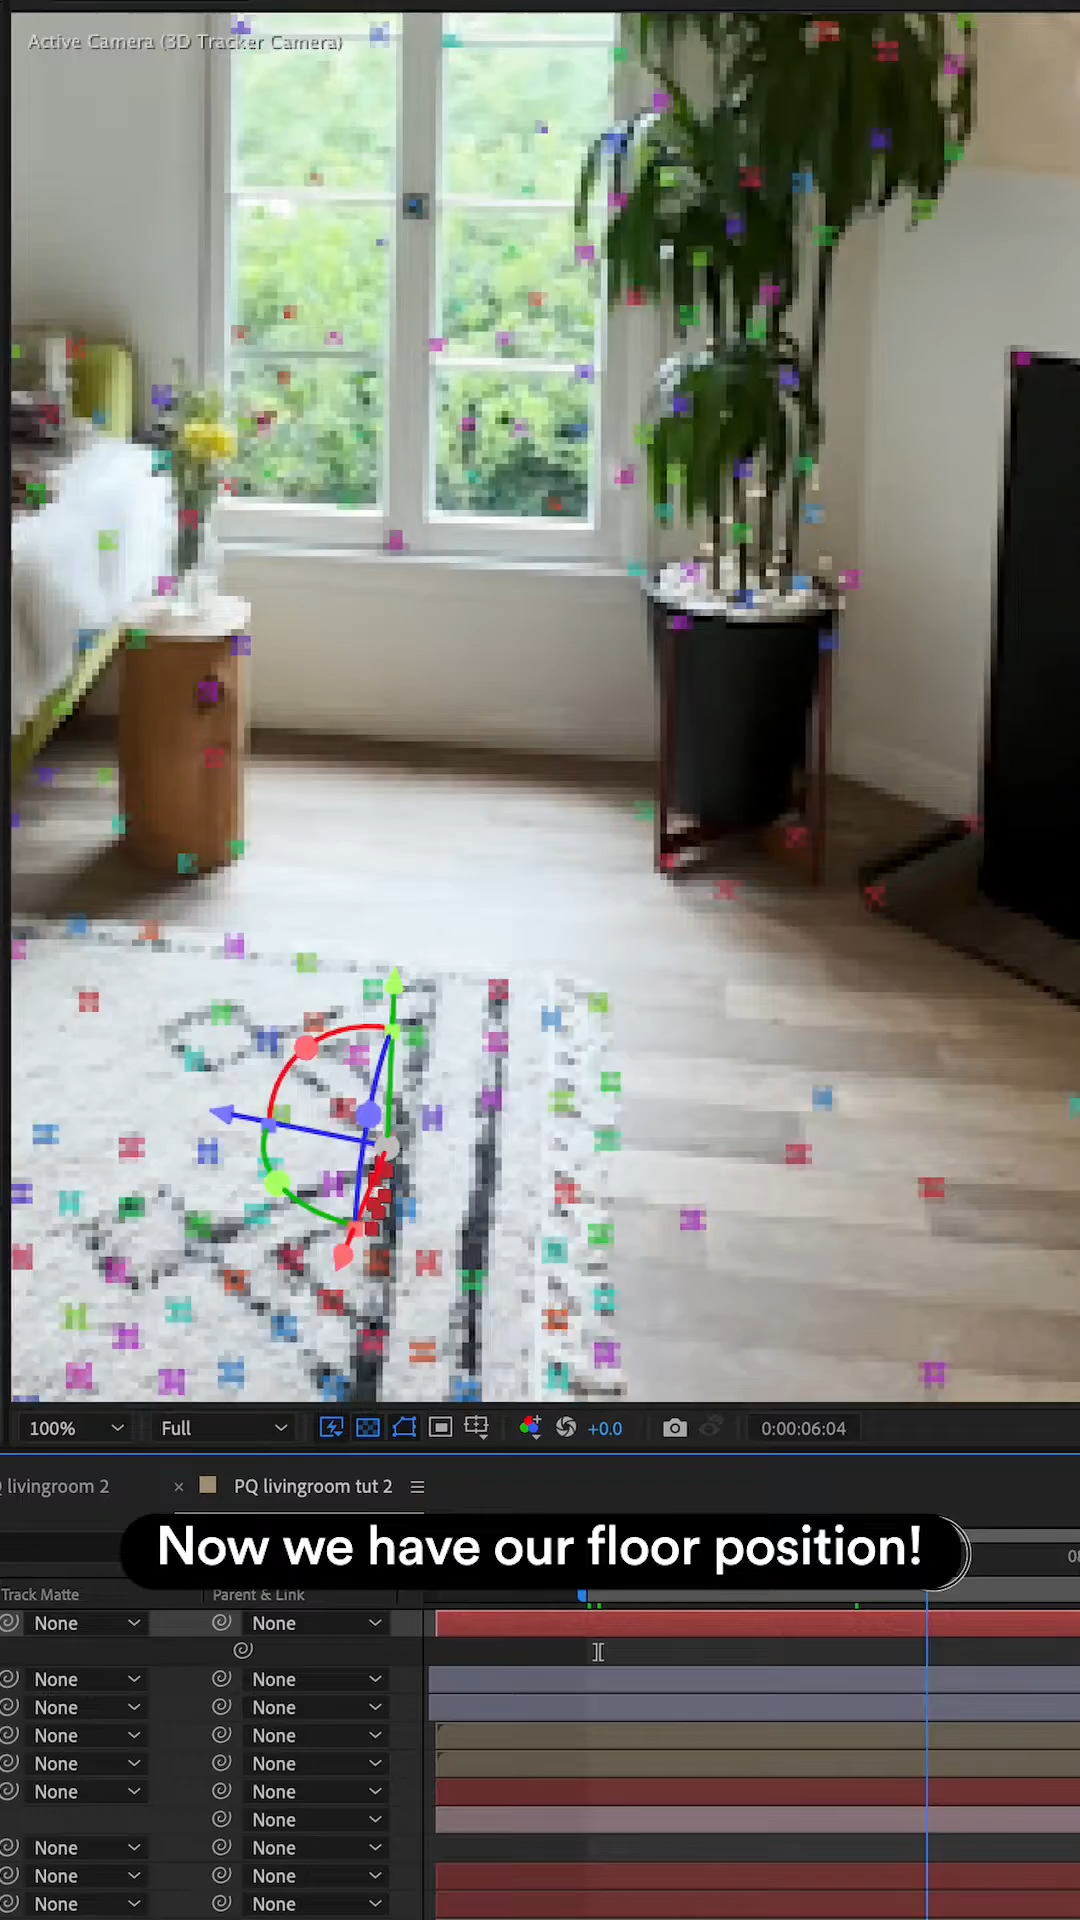 Active Camera (3D Tracker Camera)
100%
Full
+0.0
0:00:06:04
livingroom 2
× PQ livingroom tut 2
Now we have our floor position!
Track Matte
Parent & Link
None None
None None
None None
None None
None None
None None
None
None None
None None
None None